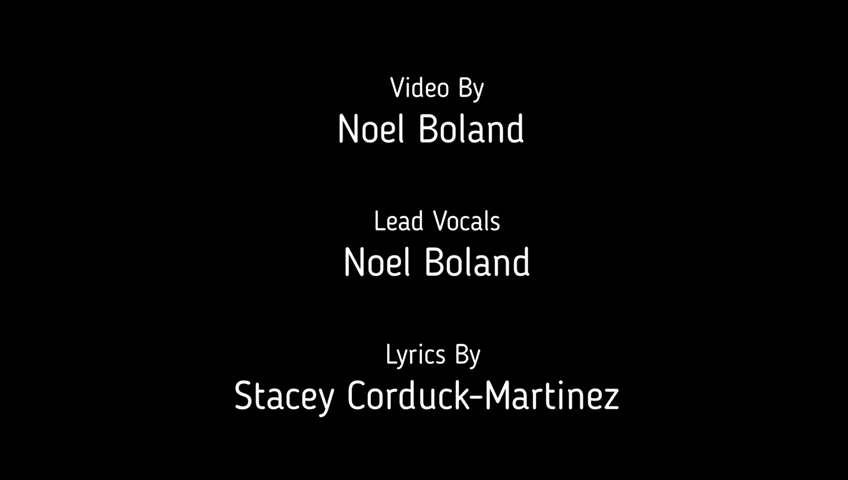 Video By
Noel Boland
Lead Vocals
Noel Boland
Lyrics By
Stacey Corduck-Martinez